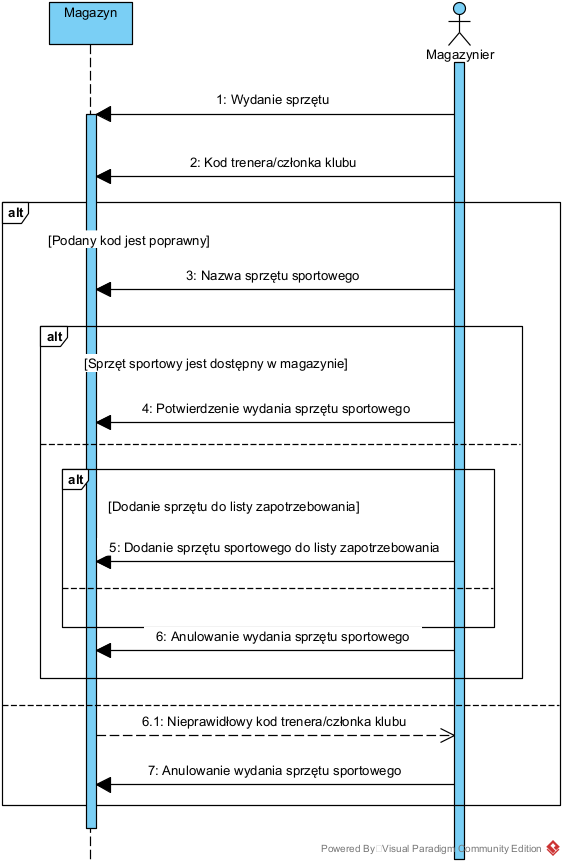 Magazyn
Magazynier
1: Wydanie sprzętu
2: Kod trenera/członka klubu
alt
[Podany kod jest poprawny]
3: Nazwa sprzętu sportowego
alt
[Sprzęt sportowy jest dostępny w magazynie]
4: Potwierdzenie wydania sprzętu sportowego
alt
[Dodanie sprzętu do listy zapotrzebowania]
5: Dodanie sprzętu sportowego do listy zapotrzebowania
6: Anulowanie wydania sprzętu sportowego
6.1: Nieprawidłowy kod trenera/członka klubu
7: Anulowanie wydania sprzętu sportowego
Powered By Visual Paradigm Community Edition